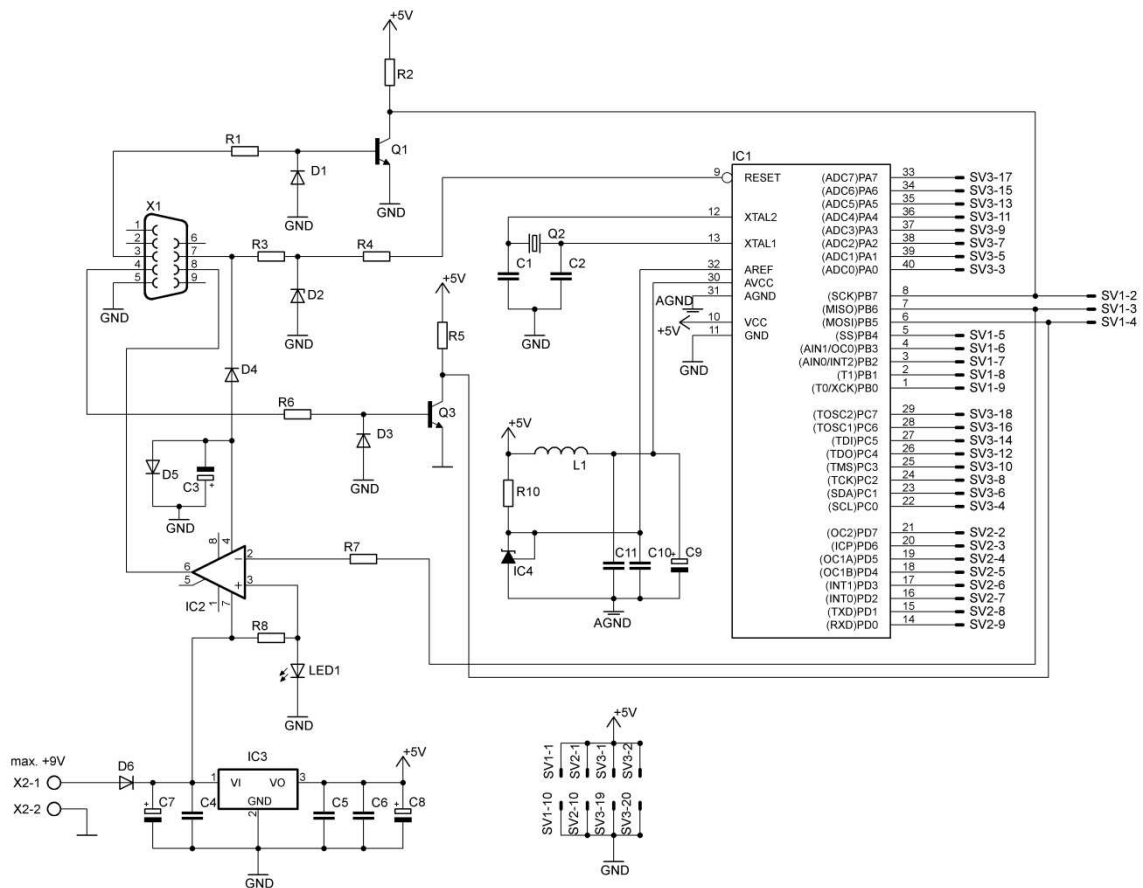 +5V
R2
R1
D1
Q1
GND
GND
X1
1
2
3
4
5
6
7
8
9
GND
R3
R4
D2
GND
+5V
R5
D4
R6
Q3
D3
GND
D5
C3
+
GND
8
4
6
5
2
3
1
7
IC2
R7
R8
LED1
GND
max. +9V
X2-1
X2-2
D6
IC3
1
VI
VO
3
GND
2
+
C7
C4
C5
C6
+
C8
+5V
GND
Q2
C1
C2
GND
+5V
L1
R10
IC4
C11
C10
+
C9
AGND
IC1
9
RESET
12
XTAL2
13
XTAL1
32
AREF
30
AVCC
31
AGND
AGND
10
VCC
+5V
11
GND
GND
(ADC7)PA7 33 SV3-17
(ADC6)PA6 34 SV3-15
(ADC5)PA5 35 SV3-13
(ADC4)PA4 36 SV3-11
(ADC3)PA3 37 SV3-9
(ADC2)PA2 38 SV3-7
(ADC1)PA1 39 SV3-5
(ADC0)PA0 40 SV3-3
(SCK)PB7 8 SV1-2
(MISO)PB6 7 SV1-3
(MOSI)PB5 6 SV1-4
(SS)PB4 5 SV1-5
(AIN1/OC0)PB3 4 SV1-6
(AIN0/INT2)PB2 3 SV1-7
(T1)PB1 2 SV1-8
(T0/XCK)PB0 1 SV1-9
(TOSC2)PC7 29 SV3-18
(TOSC1)PC6 28 SV3-16
(TDI)PC5 27 SV3-14
(TDO)PC4 26 SV3-12
(TMS)PC3 25 SV3-10
(TCK)PC2 24 SV3-8
(SDA)PC1 23 SV3-6
(SCL)PC0 22 SV3-4
(OC2)PD7 21 SV2-2
(ICP)PD6 20 SV2-3
(OC1A)PD5 19 SV2-4
(OC1B)PD4 18 SV2-5
(INT1)PD3 17 SV2-6
(INT0)PD2 16 SV2-7
(TXD)PD1 15 SV2-8
(RXD)PD0 14 SV2-9
+5V
SV1-1
SV2-1
SV3-1
SV3-2
SV1-10
SV2-10
SV3-19
SV3-20
GND